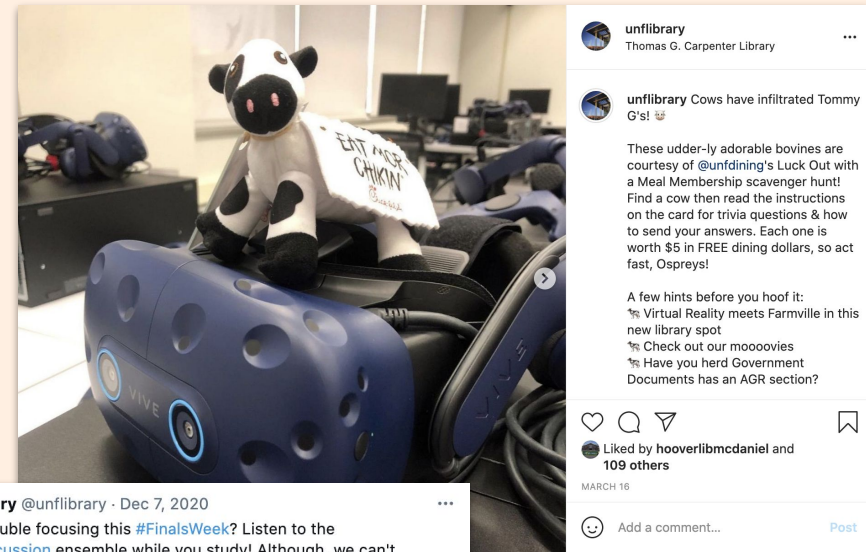 unflibrary
Thomas G. Carpenter Library
unflibrary Cows have infiltrated Tommy
G's! 🐮
These udder-ly adorable bovines are
courtesy of @unfdining's Luck Out with
a Meal Membership scavenger hunt!
Find a cow then read the instructions
on the card for trivia questions & how
to send your answers. Each one is
worth $5 in FREE dining dollars, so act
fast, Ospreys!
A few hints before you hoof it:
🐄 Virtual Reality meets Farmville in this
new library spot
🐄 Check out our moooovies
🐄 Have you herd Government
Documents has an AGR section?
Liked by hooverlibmcdaniel and
109 others
MARCH 16
Add a comment... Post
EAT MOR
CHIKIN
Chick-fil-A
VIVE
VIVE
ry @unflibrary · Dec 7, 2020
uble focusing this #FinalsWeek? Listen to the
cussion ensemble while you study! Although, we can't